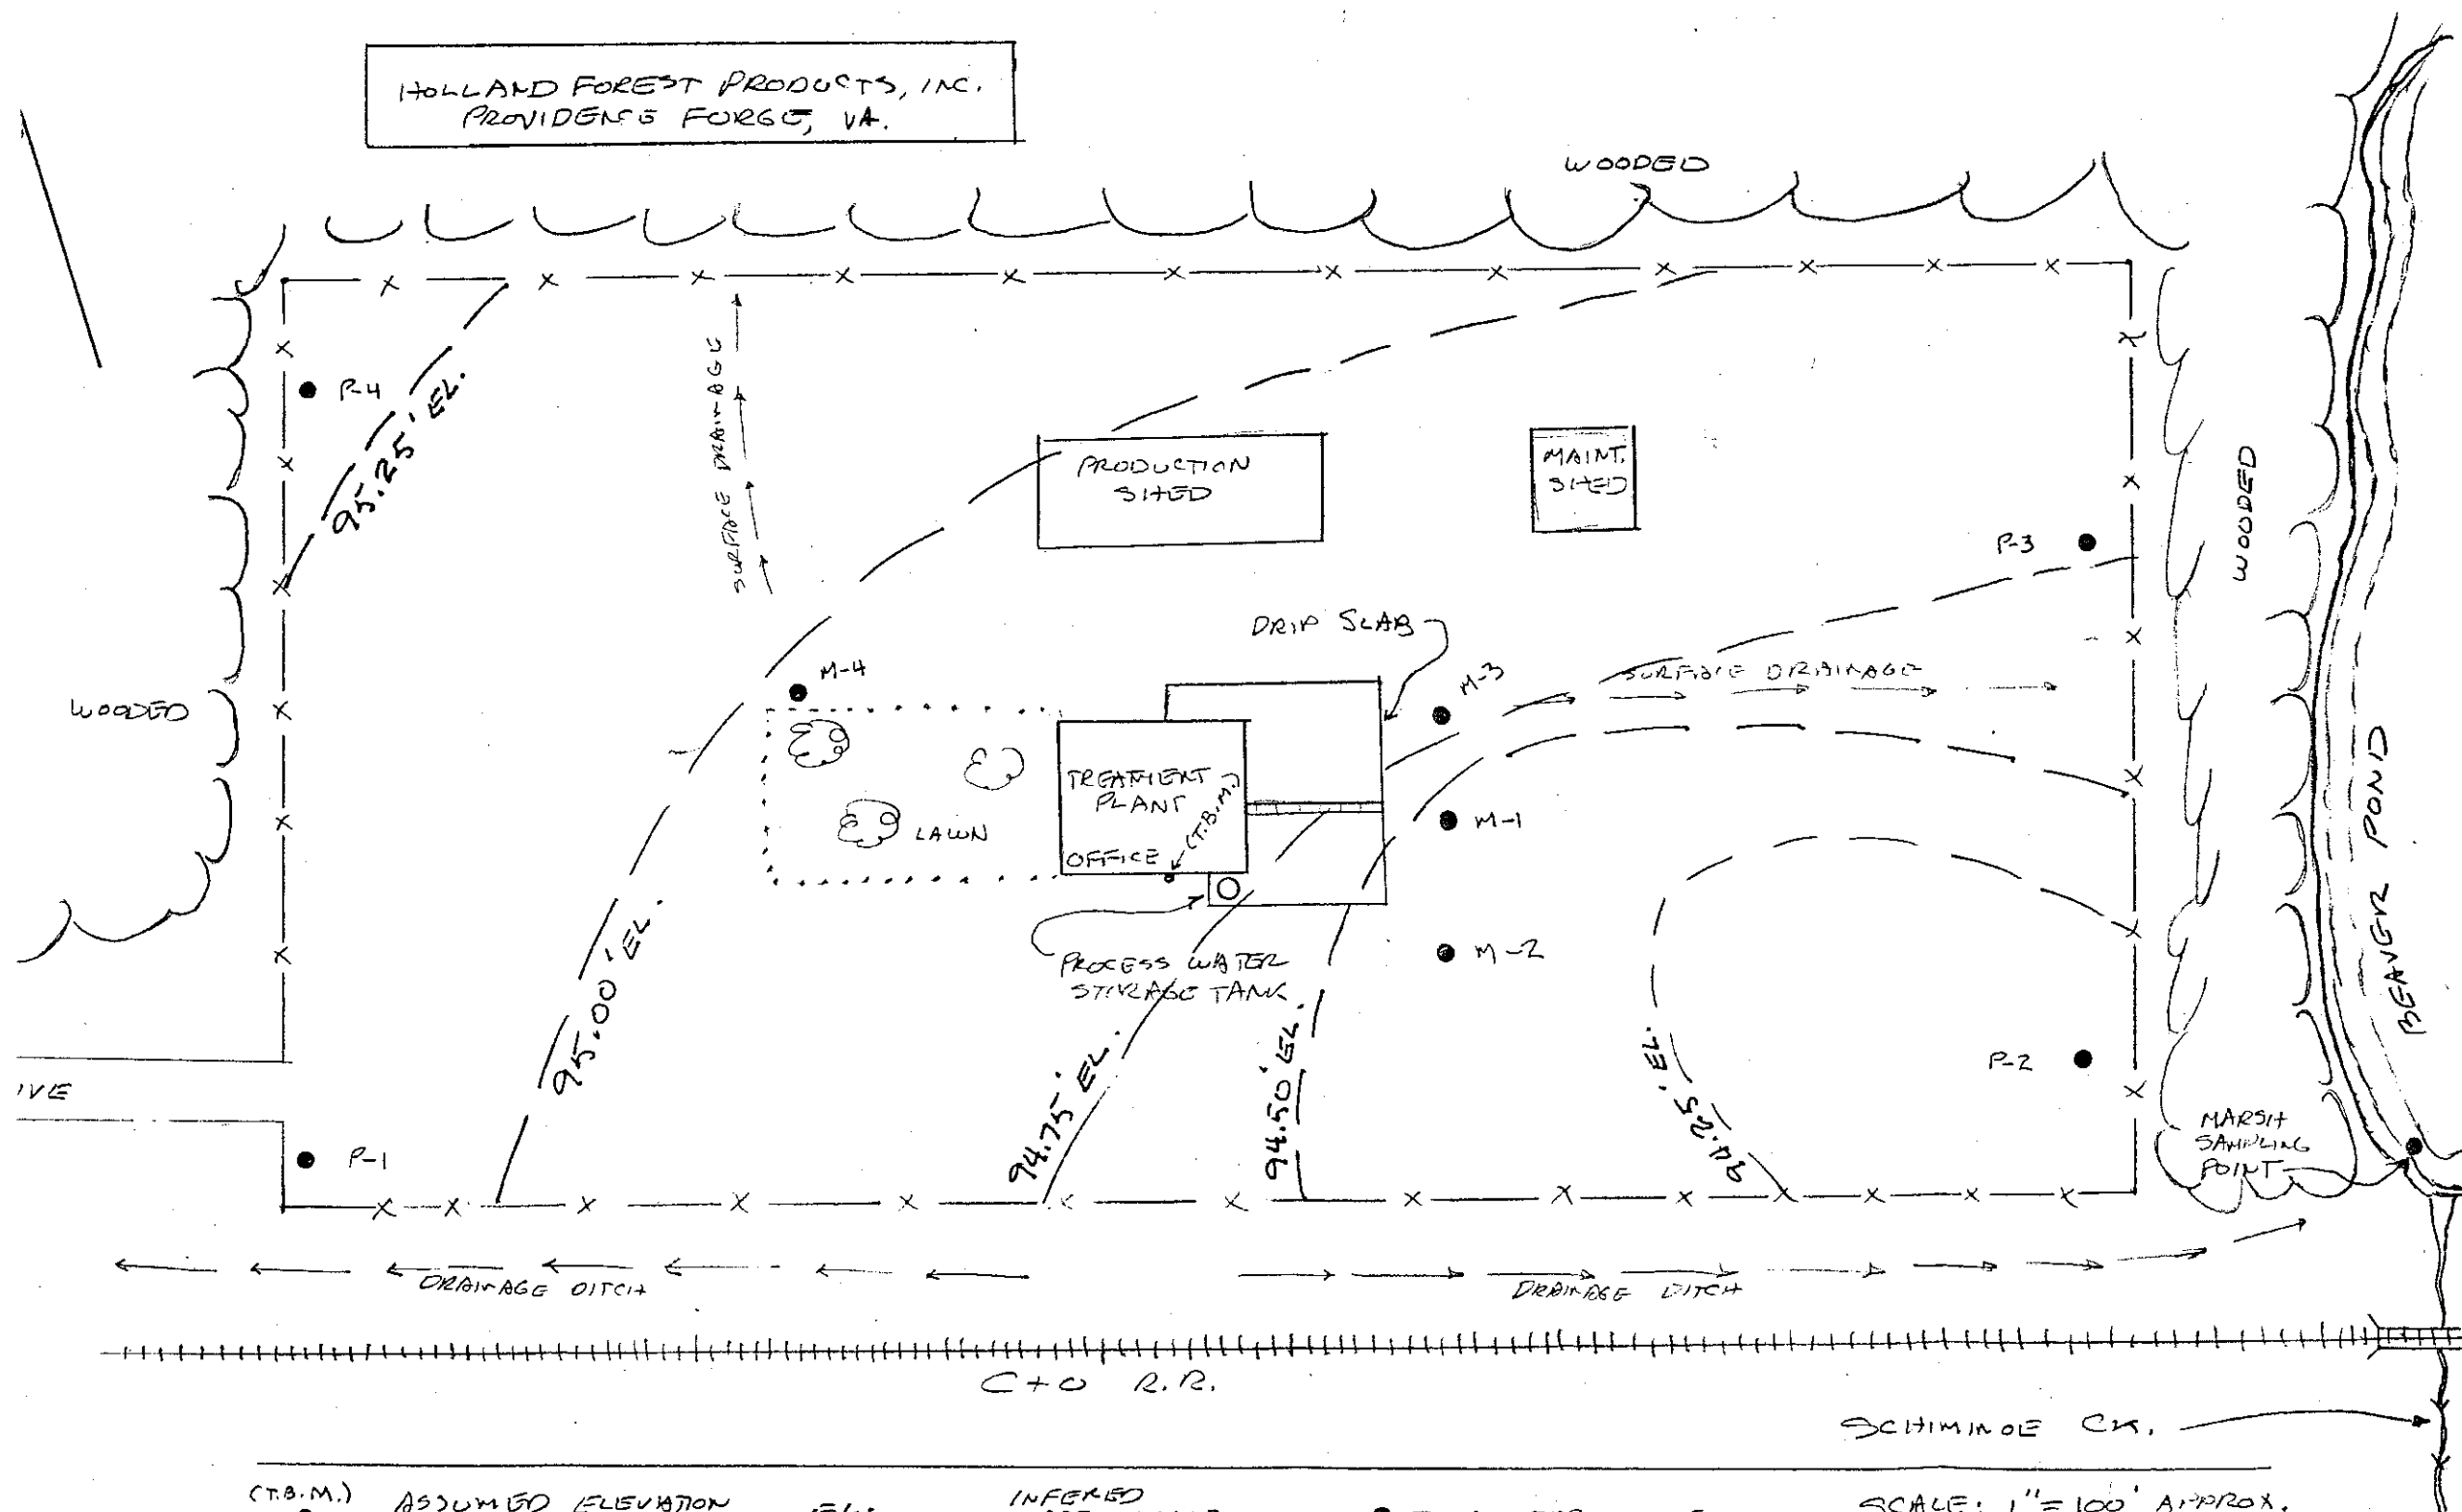 HOLLAND FOREST PRODUCTS, INC.
PROVIDENCE FORGE, VA.
WOODED
P-4
95.25' EL.
SURFACE DRAINAGE
PRODUCTION
SHED
MAINT.
SHED
P-3
WOODED
DRIP SLAB
M-4
M-3
SURFACE DRAINAGE
WOODED
TREATMENT
PLANT
(T.B.M.)
LAWN
OFFICE
M-1
BEAVER POND
M-2
PROCESS WATER
STORAGE TANK
95.00' EL.
94.75' EL.
94.50' EL.
94.25' EL.
P-2
IVE
P-1
MARSH
SAMPLING
POINT
DRAINAGE DITCH
DRAINAGE DITCH
C+O R.R.
SCHIMINOE CK.
(T.B.M.)
ASSUMED ELEVATION
INFERED
SCALE: 1"=100' APPROX.